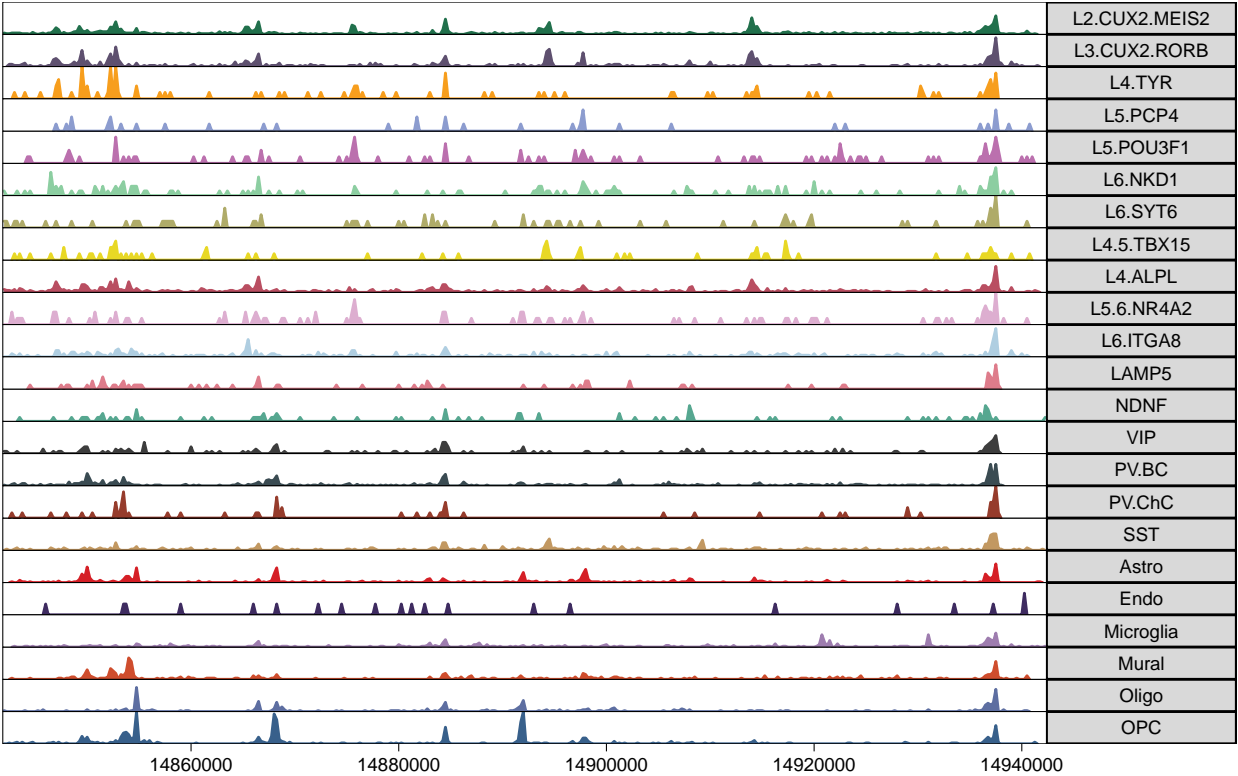 L2.CUX2.MEIS2
L3.CUX2.RORB
L4.TYR
L5.PCP4
L5.POU3F1
L6.NKD1
L6.SYT6
L4.5.TBX15
L4.ALPL
L5.6.NR4A2
L6.ITGA8
LAMP5
NDNF
VIP
PV.BC
PV.ChC
SST
Astro
Endo
Microglia
Mural
Oligo
OPC
14860000 14880000 14900000 14920000 14940000